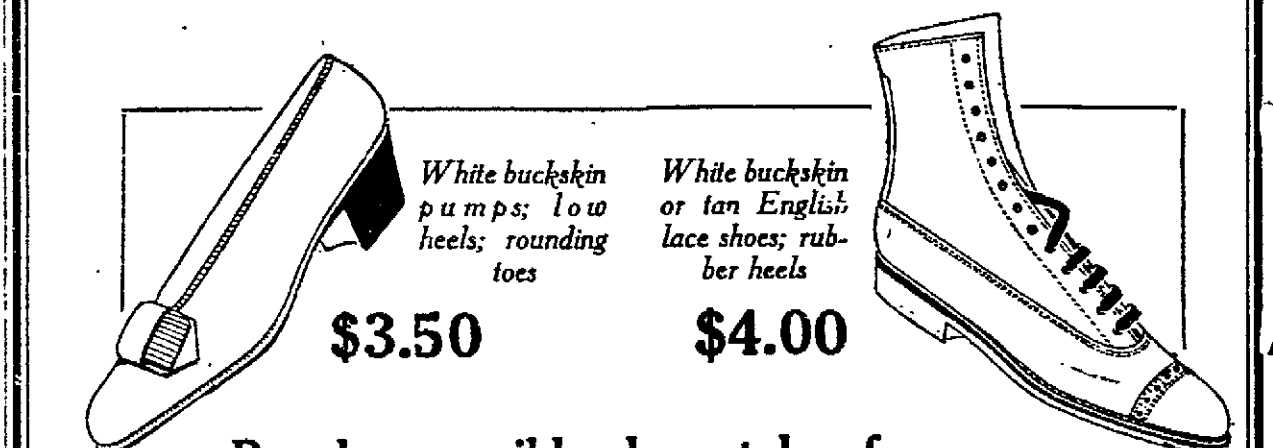 White buckskin
pumps; low
heels; rounding
toes
$3.50
White buckskin
or tan English
lace shoes; rub-
ber heels
$4.00